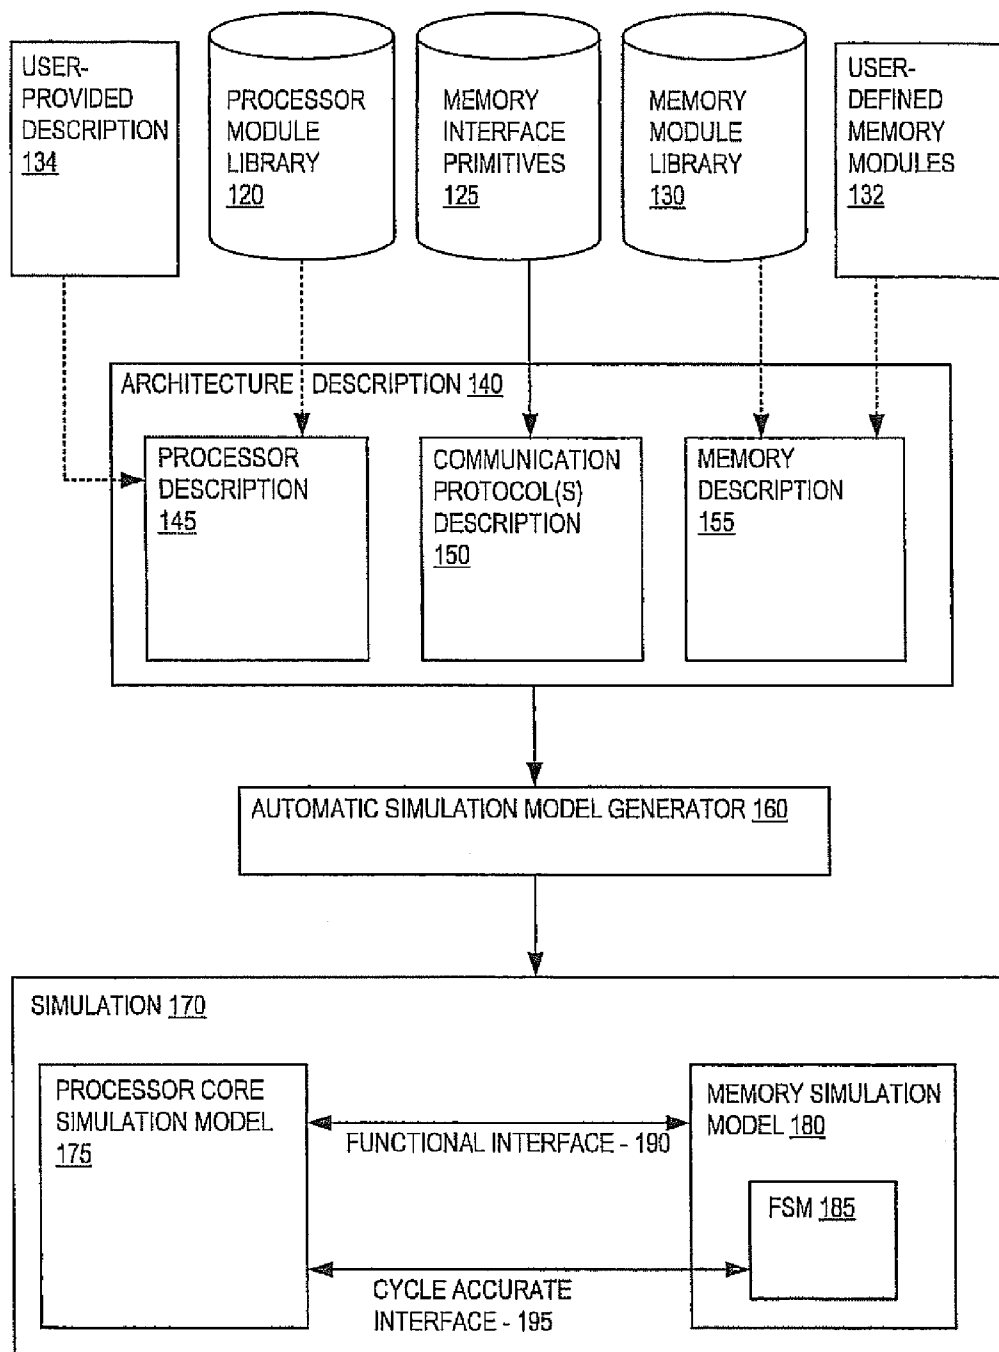 USER-
PROVIDED
DESCRIPTION
134
PROCESSOR
MODULE
LIBRARY
120
MEMORY
INTERFACE
PRIMITIVES
125
MEMORY
MODULE
LIBRARY
130
USER-
DEFINED
MEMORY
MODULES
132
ARCHITECTURE DESCRIPTION 140
PROCESSOR
DESCRIPTION
145
COMMUNICATION
PROTOCOL(S)
DESCRIPTION
150
MEMORY
DESCRIPTION
155
AUTOMATIC SIMULATION MODEL GENERATOR 160
SIMULATION 170
PROCESSOR CORE
SIMULATION MODEL
175
FUNCTIONAL INTERFACE - 190
MEMORY SIMULATION
MODEL 180
FSM 185
CYCLE ACCURATE
INTERFACE - 195